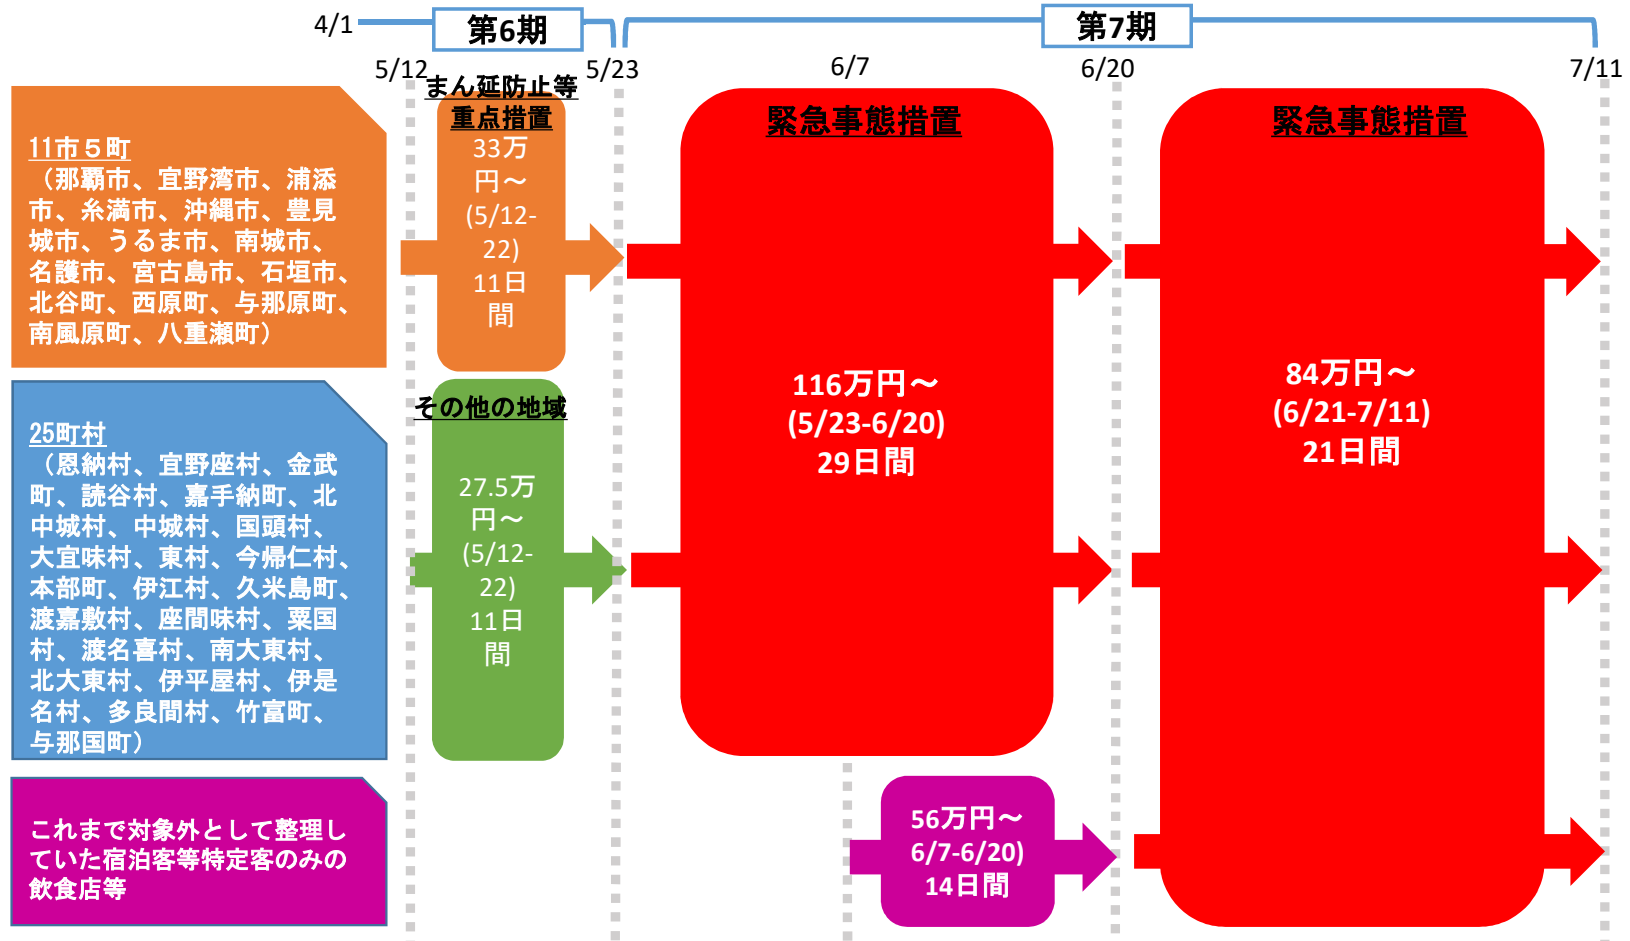 4/1
第6期
第7期
5/12
5/23
6/7
6/20
7/11
11市５町
（那覇市、宜野湾市、浦添
市、糸満市、沖縄市、豊見
城市、うるま市、南城市、
名護市、宮古島市、石垣市、
北谷町、西原町、与那原町、
南風原町、八重瀬町）
まん延防止等
重点措置
33万
円～
(5/12-
22)
11日
間
緊急事態措置
116万円～
(5/23-6/20)
29日間
緊急事態措置
84万円～
(6/21-7/11)
21日間
25町村
（恩納村、宜野座村、金武
町、読谷村、嘉手納町、北
中城村、中城村、国頭村、
大宜味村、東村、今帰仁村、
本部町、伊江村、久米島町、
渡嘉敷村、座間味村、粟国
村、渡名喜村、南大東村、
北大東村、伊平屋村、伊是
名村、多良間村、竹富町、
与那国町）
その他の地域
27.5万
円～
(5/12-
22)
11日
間
これまで対象外として整理し
ていた宿泊客等特定客のみの
飲食店等
56万円～
6/7-6/20)
14日間